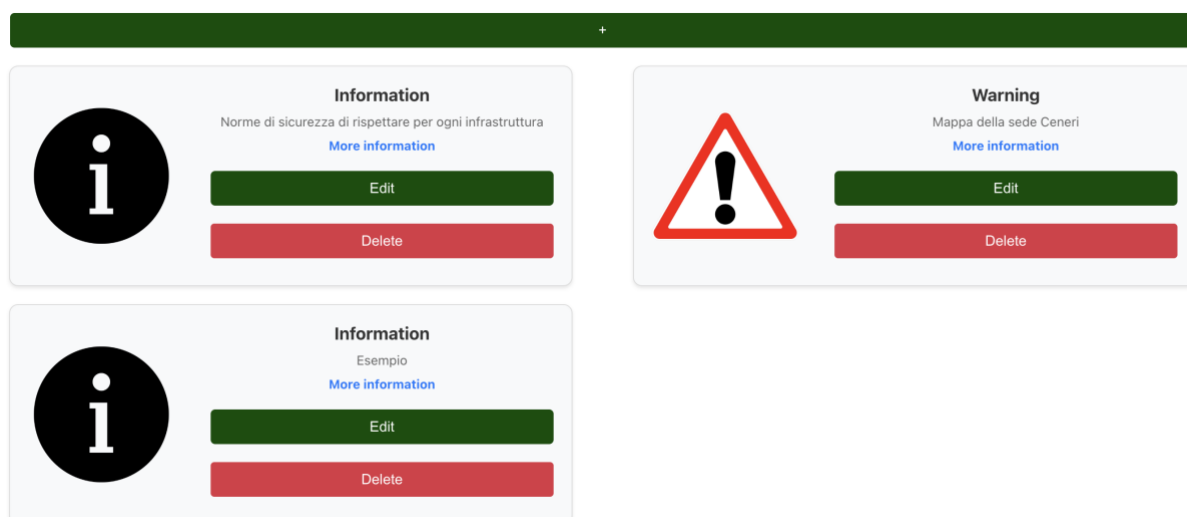 +
Information
Norme di sicurezza di rispettare per ogni infrastruttura
More information
Edit
Delete
Warning
Mappa della sede Ceneri
More information
Edit
Delete
Information
Esempio
More information
Edit
Delete